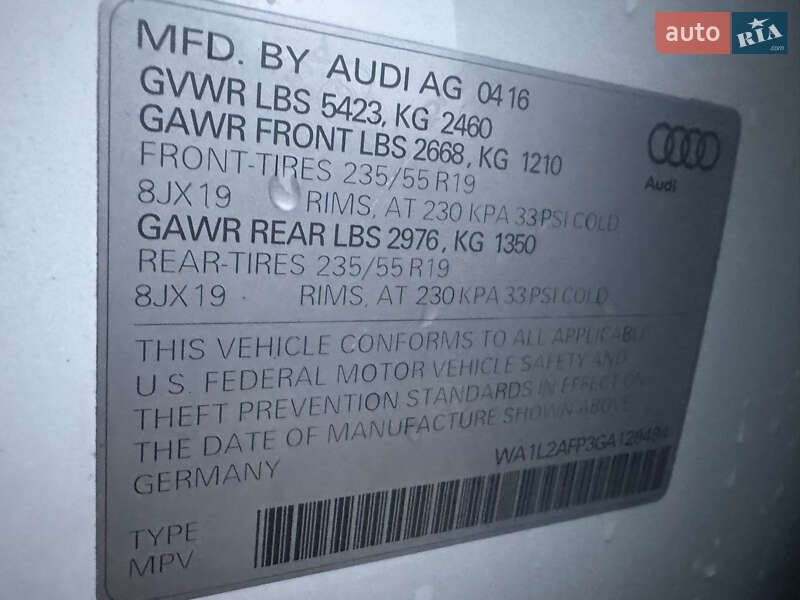 auto RIA
.com
MFD. BY AUDI AG 0416
GVWR LBS 5423, KG 2460
GAWR FRONT LBS 2668, KG 1210
FRONT-TIRES 235/55 R19
8JX19 RIMS, AT 230 KPA 33 PSI COLD
GAWR REAR LBS 2976, KG 1350
REAR-TIRES 235/55 R19
8JX19 RIMS, AT 230 KPA 33 PSI COLD
Audi
THIS VEHICLE CONFORMS TO ALL APPLICABLE
U.S. FEDERAL MOTOR VEHICLE SAFETY AND
THEFT PREVENTION STANDARDS IN EFFECT ON
THE DATE OF MANUFACTURE SHOWN ABOVE
GERMANY
TYPE
MPV